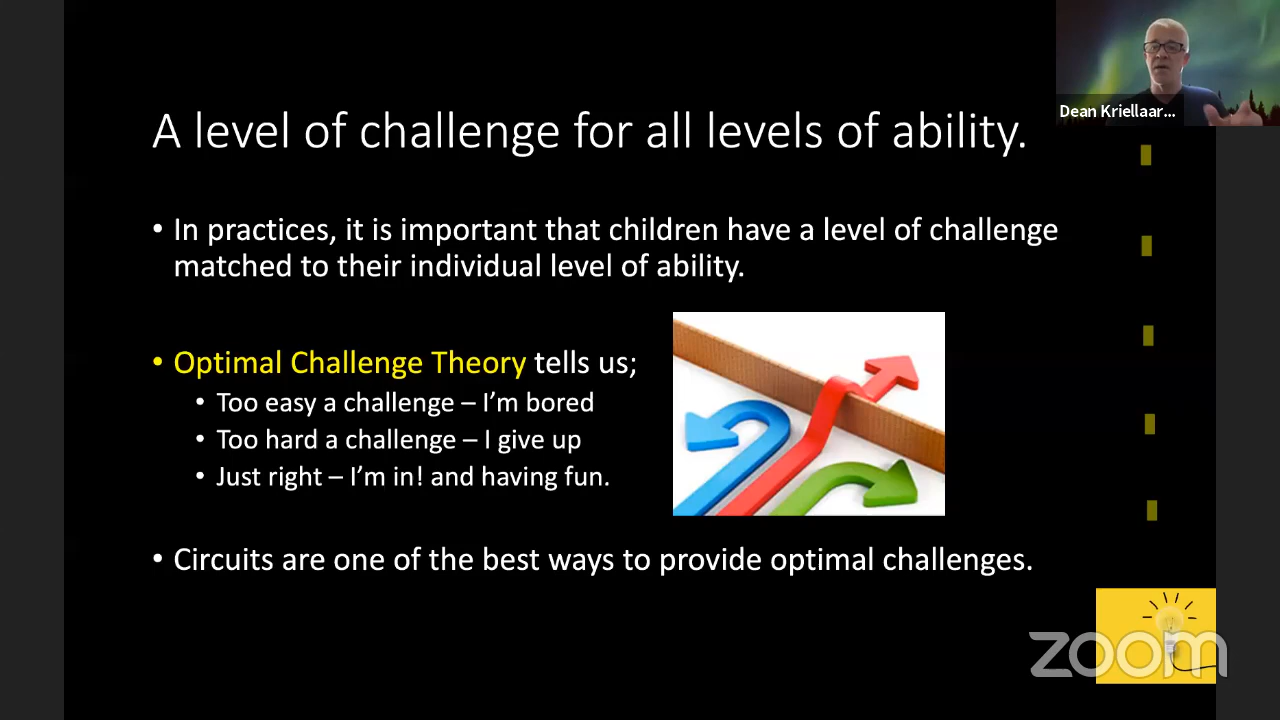 Dean Kriellaar...
A level of challenge for all levels of ability.
• In practices, it is important that children have a level of challenge
matched to their individual level of ability.
• Optimal Challenge Theory tells us;
• Too easy a challenge – I'm bored
• Too hard a challenge – I give up
• Just right – I'm in! and having fun.
• Circuits are one of the best ways to provide optimal challenges.
zoom